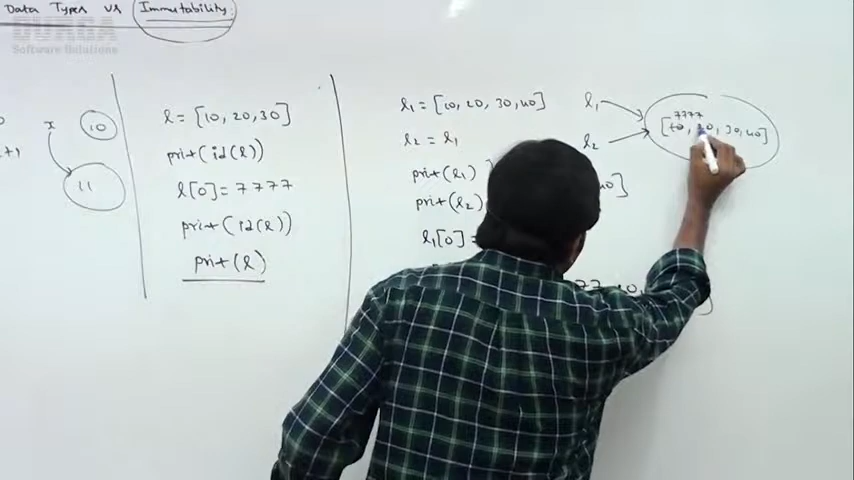 Data Types vs Immutability
DURGA
Software Solutions
x 10
11
l = [10, 20, 30]
print(id(l))
l[0] = 7777
print(id(l))
print(l)
l1 = [10, 20, 30, 40]
l2 = l1
print(l1)
print(l2)
l1[0] =
l1
l2
7777
[10, 20, 30, 40]